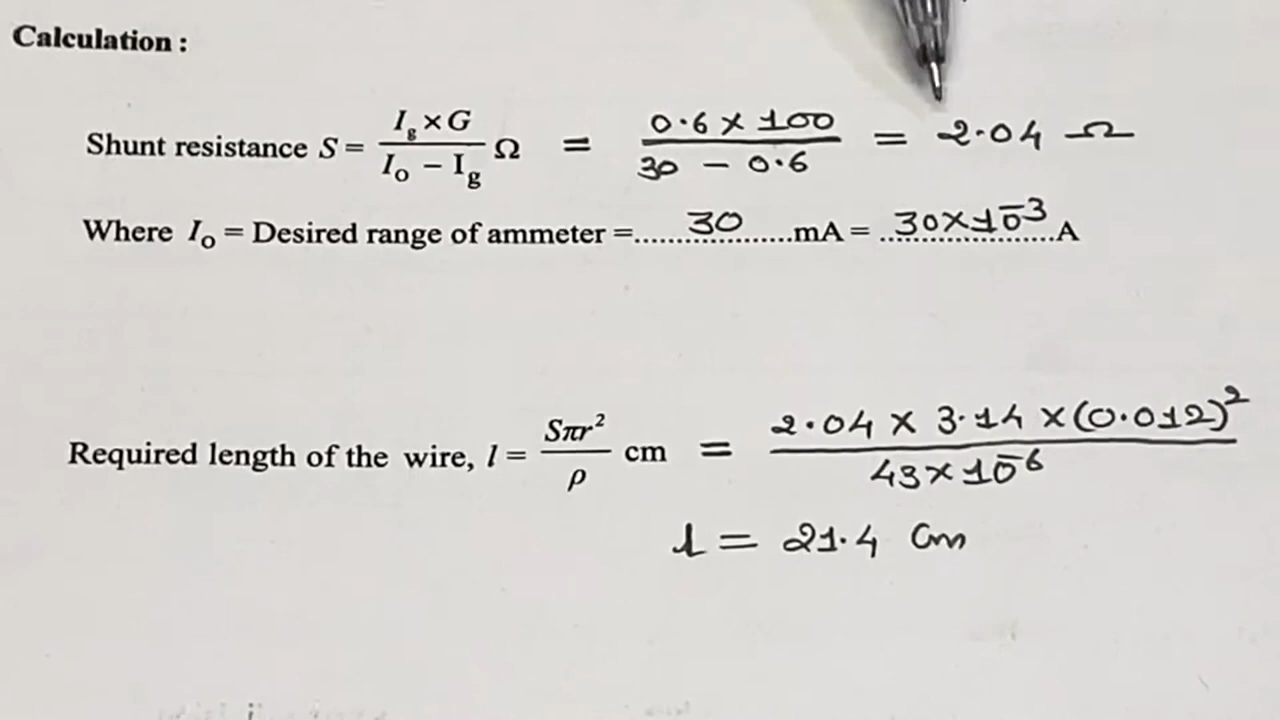 Calculation :
Shunt resistance S = (I_g × G)/(I_o − I_g) Ω = (0.6 × 100)/(30 − 0.6) = 2.04 Ω
Where I_o = Desired range of ammeter =.......30.......mA = ..30×10⁻³..A
Required length of the wire, l = Sπr²/ρ cm = (2.04 × 3.14 × (0.012)²)/(43×10⁻⁶)
l = 21.4 cm